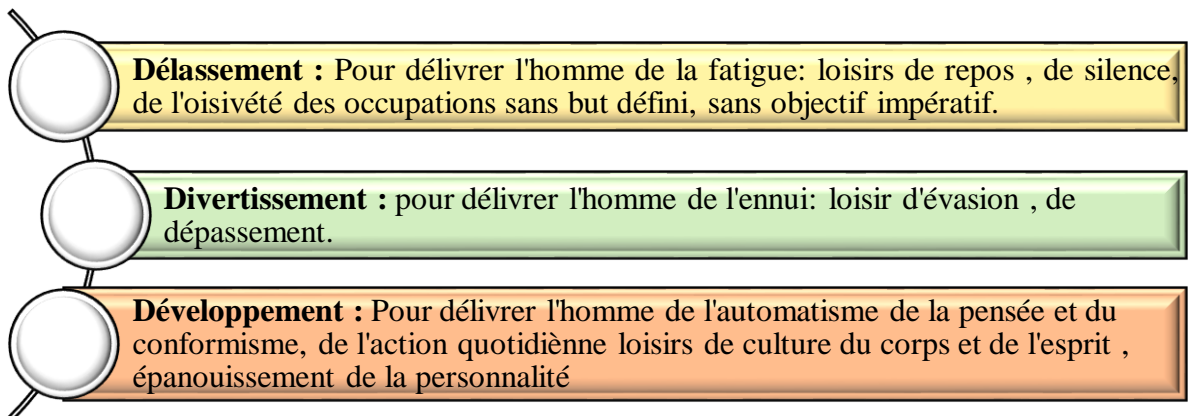 Délassement : Pour délivrer l'homme de la fatigue: loisirs de repos , de silence,
de l'oisivété des occupations sans but défini, sans objectif impératif.
Divertissement : pour délivrer l'homme de l'ennui: loisir d'évasion , de
dépassement.
Développement : Pour délivrer l'homme de l'automatisme de la pensée et du
conformisme, de l'action quotidiènne loisirs de culture du corps et de l'esprit ,
épanouissement de la personnalité